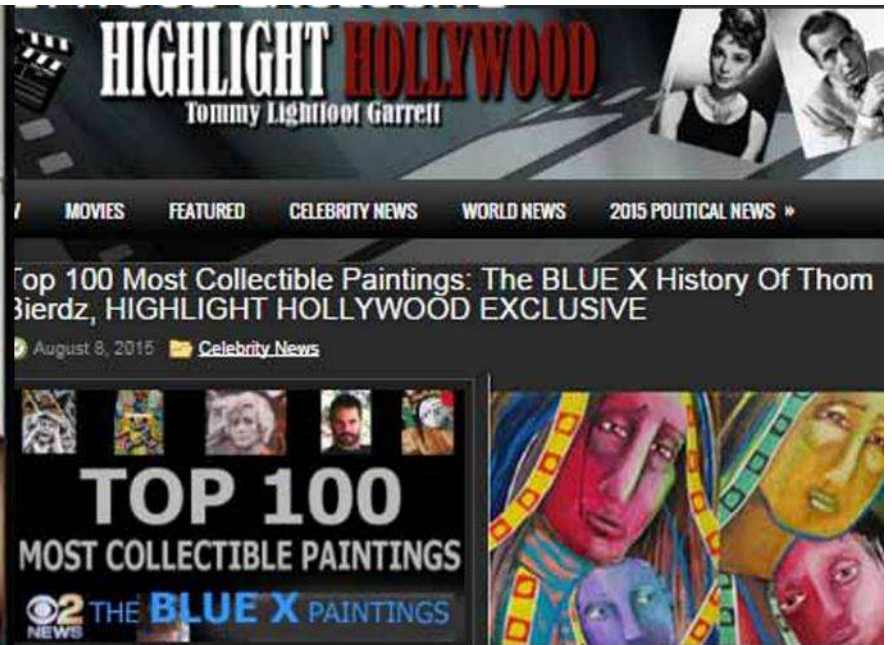 HIGHLIGHT HOLLYWOOD
Tommy Lightfoot Garrett
MOVIES FEATURED CELEBRITY NEWS WORLD NEWS 2015 POLITICAL NEWS »
Top 100 Most Collectible Paintings: The BLUE X History Of Thom
Bierdz, HIGHLIGHT HOLLYWOOD EXCLUSIVE
August 8, 2015 Celebrity News
TOP 100
MOST COLLECTIBLE PAINTINGS
2 THE BLUE X PAINTINGS
NEWS